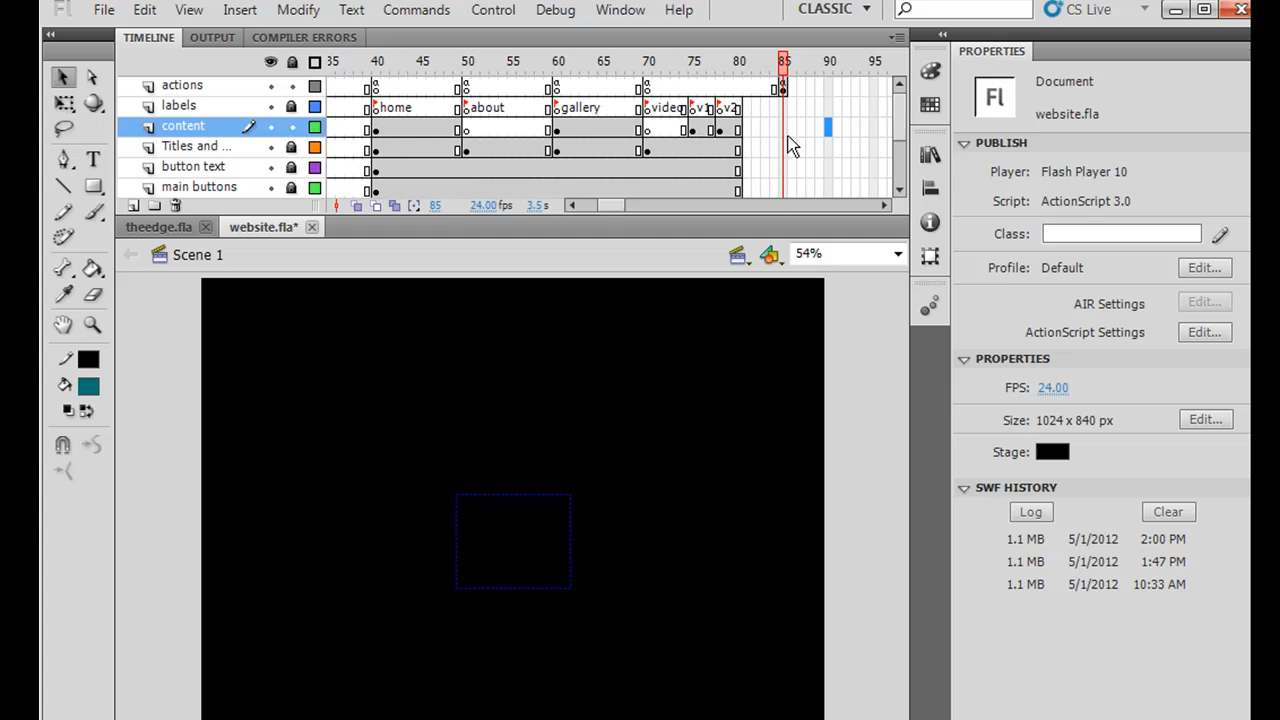 Fl File Edit View Insert Modify Text Commands Control Debug Window Help CLASSIC CS Live
TIMELINE OUTPUT COMPILER ERRORS
35 40 45 50 55 60 65 70 75 80 85 90 95
actions
labels home about gallery video v1 v2
content
Titles and ...
button text
main buttons
85 24.00 fps 3.5 s
theedge.fla website.fla*
Scene 1 54%
PROPERTIES
Fl Document
website.fla
PUBLISH
Player: Flash Player 10
Script: ActionScript 3.0
Class:
Profile: Default Edit...
AIR Settings Edit...
ActionScript Settings Edit...
PROPERTIES
FPS: 24.00
Size: 1024 x 840 px Edit...
Stage:
SWF HISTORY
Log Clear
1.1 MB 5/1/2012 2:00 PM
1.1 MB 5/1/2012 1:47 PM
1.1 MB 5/1/2012 10:33 AM